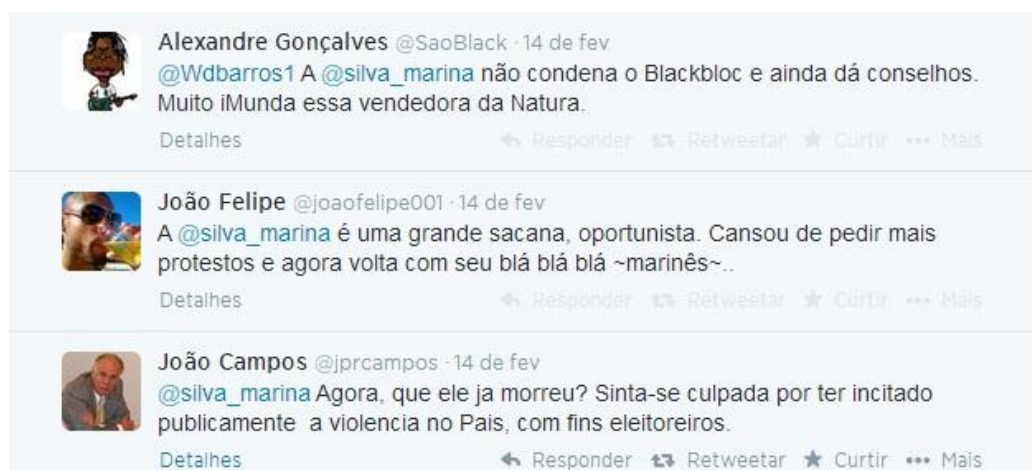 Alexandre Gonçalves @SaoBlack · 14 de fev
@Wdbarros1 A @silva_marina não condena o Blackbloc e ainda dá conselhos.
Muito iMunda essa vendedora da Natura.
Detalhes Responder Retweetar Curtir Mais
João Felipe @joaofelipe001 · 14 de fev
A @silva_marina é uma grande sacana, oportunista. Cansou de pedir mais
protestos e agora volta com seu blá blá blá ~marinês~..
Detalhes Responder Retweetar Curtir Mais
João Campos @jprcampos · 14 de fev
@silva_marina Agora, que ele ja morreu? Sinta-se culpada por ter incitado
publicamente a violencia no Pais, com fins eleitoreiros.
Detalhes Responder Retweetar Curtir Mais